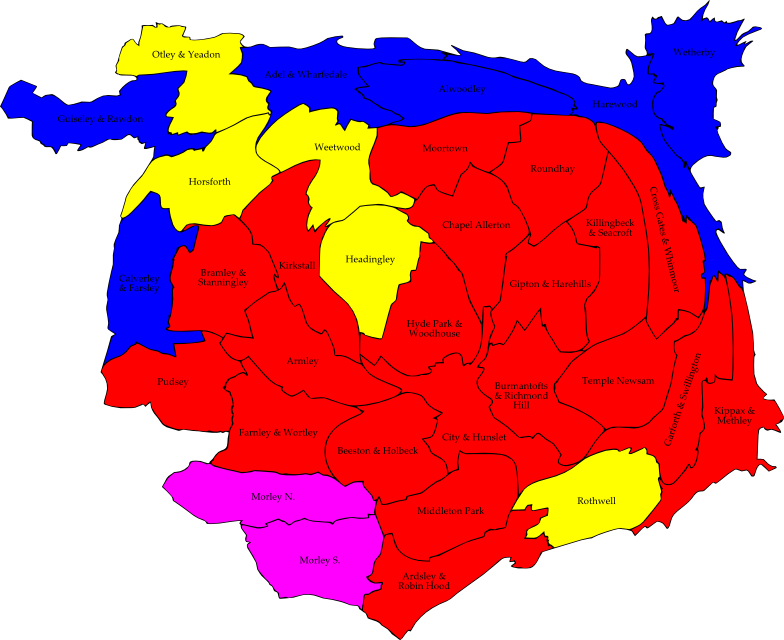 Otley & Yeadon
Wetherby
Adel & Wharfedale
Alwoodley
Harewood
Guiseley & Rawdon
Weetwood
Moortown
Roundhay
Horsforth
Cross Gates & Whinmoor
Chapel Allerton
Killingbeck
& Seacroft
Headingley
Kirkstall
Bramley &
Stanningley
Calverley
& Farsley
Gipton & Harehills
Hyde Park &
Woodhouse
Armley
Pudsey
Temple Newsam
Burmantofts
& Richmond
Hill
Garforth & Swillington
Kippax &
Methley
Farnley & Wortley
City & Hunslet
Beeston & Holbeck
Morley N.
Rothwell
Middleton Park
Morley S.
Ardsley &
Robin Hood